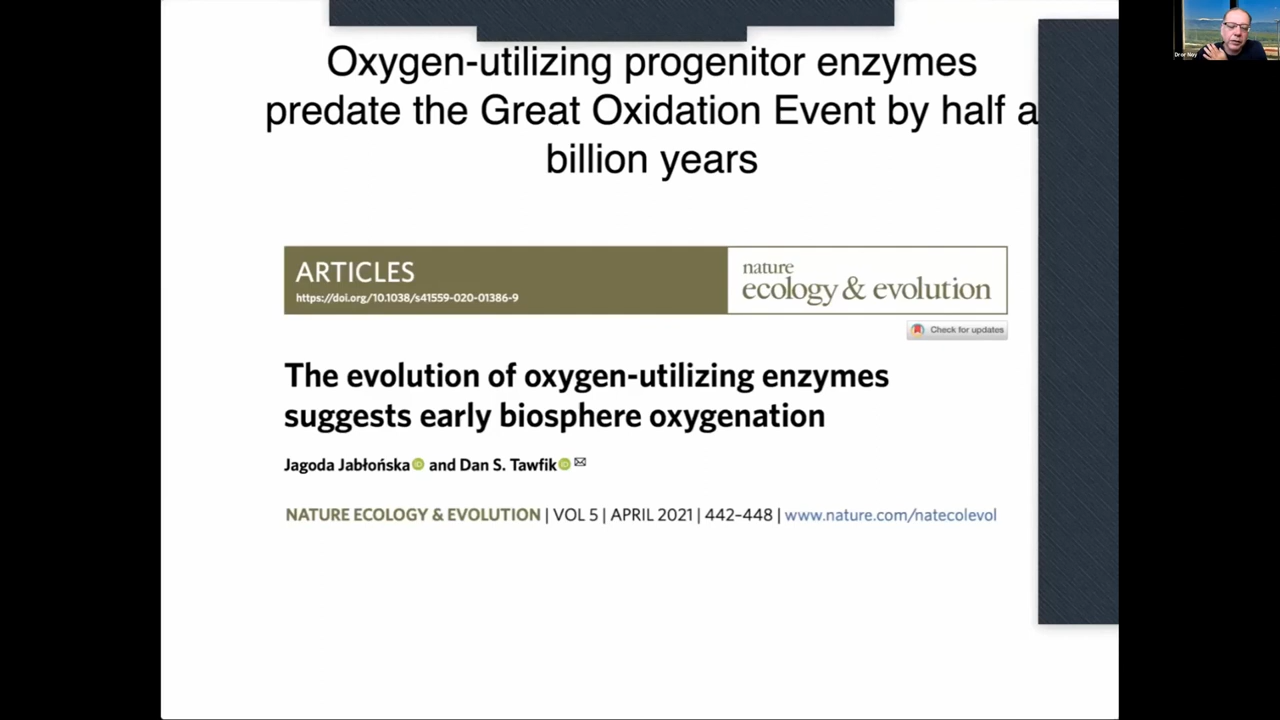 Oxygen-utilizing progenitor enzymes
predate the Great Oxidation Event by half a
billion years
ARTICLES
https://doi.org/10.1038/s41559-020-01386-9
nature
ecology & evolution
Check for updates
The evolution of oxygen-utilizing enzymes
suggests early biosphere oxygenation
Jagoda Jabłońska and Dan S. Tawfik
NATURE ECOLOGY & EVOLUTION | VOL 5 | APRIL 2021 | 442–448 | www.nature.com/natecolevol
Dror Noy